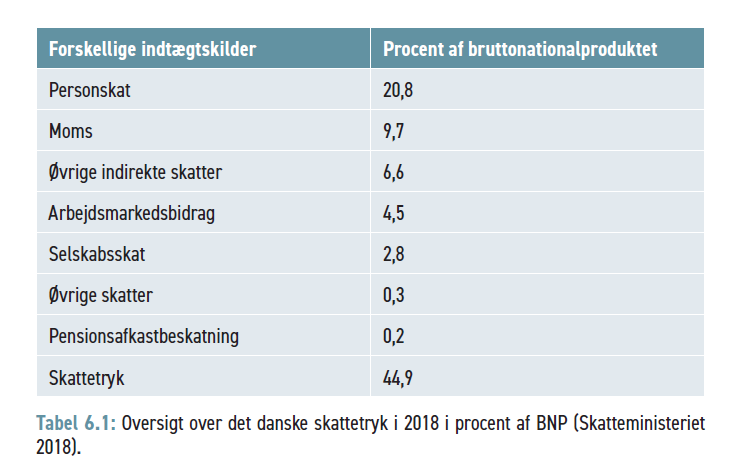 Forskellige indtægtskilder Procent af bruttonationalproduktet
Personskat 20,8
Moms 9,7
Øvrige indirekte skatter 6,6
Arbejdsmarkedsbidrag 4,5
Selskabsskat 2,8
Øvrige skatter 0,3
Pensionsafkastbeskatning 0,2
Skattetryk 44,9
Tabel 6.1: Oversigt over det danske skattetryk i 2018 i procent af BNP (Skatteministeriet
2018).